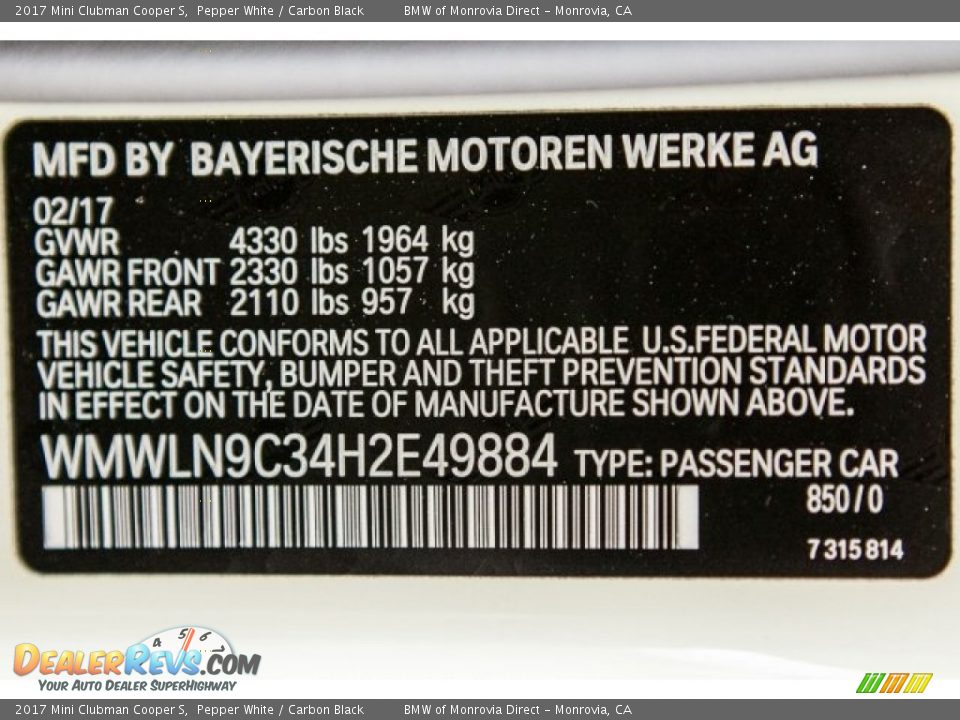 2017 Mini Clubman Cooper S, Pepper White / Carbon Black BMW of Monrovia Direct - Monrovia, CA
MFD BY BAYERISCHE MOTOREN WERKE AG
02/17
GVWR 4330 lbs 1964 kg
GAWR FRONT 2330 lbs 1057 kg
GAWR REAR 2110 lbs 957 kg
THIS VEHICLE CONFORMS TO ALL APPLICABLE U.S.FEDERAL MOTOR
VEHICLE SAFETY, BUMPER AND THEFT PREVENTION STANDARDS
IN EFFECT ON THE DATE OF MANUFACTURE SHOWN ABOVE.
WMWLN9C34H2E49884 TYPE: PASSENGER CAR
850/0
7315814
4 5 6
DEALERREVS.COM
YOUR AUTO DEALER SUPERHIGHWAY
2017 Mini Clubman Cooper S, Pepper White / Carbon Black BMW of Monrovia Direct - Monrovia, CA